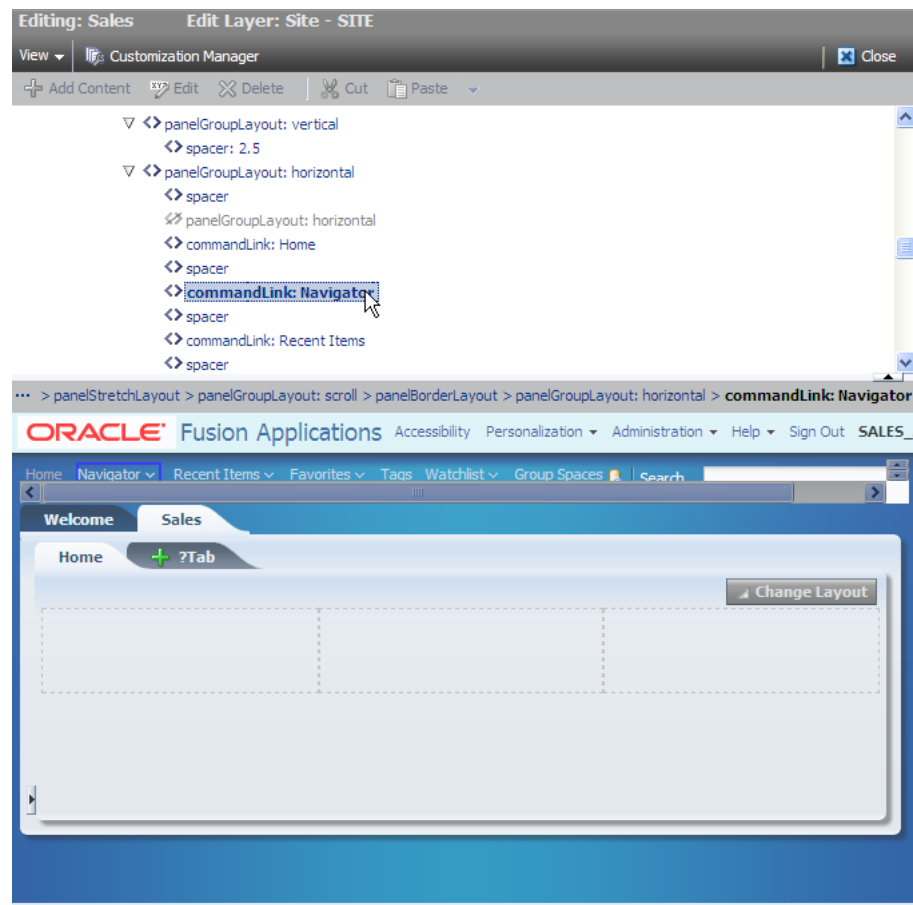 Editing: Sales Edit Layer: Site - SITE
View Customization Manager Close
Add Content Edit Delete Cut Paste
panelGroupLayout: vertical
spacer: 2.5
panelGroupLayout: horizontal
spacer
panelGroupLayout: horizontal
commandLink: Home
spacer
commandLink: Navigator
spacer
commandLink: Recent Items
spacer
... > panelStretchLayout > panelGroupLayout: scroll > panelBorderLayout > panelGroupLayout: horizontal > commandLink: Navigator
ORACLE Fusion Applications Accessibility Personalization Administration Help Sign Out SALES_
Home Navigator Recent Items Favorites Tags Watchlist Group Spaces Search
Welcome Sales
Home ?Tab
Change Layout